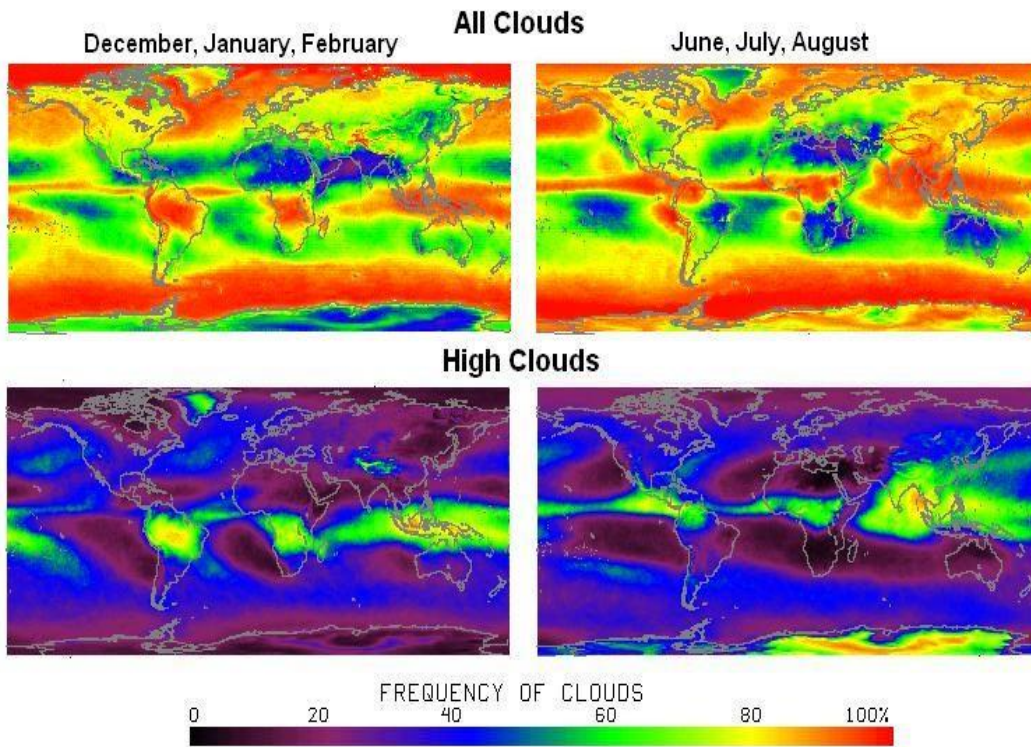 All Clouds
December, January, February
June, July, August
High Clouds
FREQUENCY OF CLOUDS
0 20 40 60 80 100%